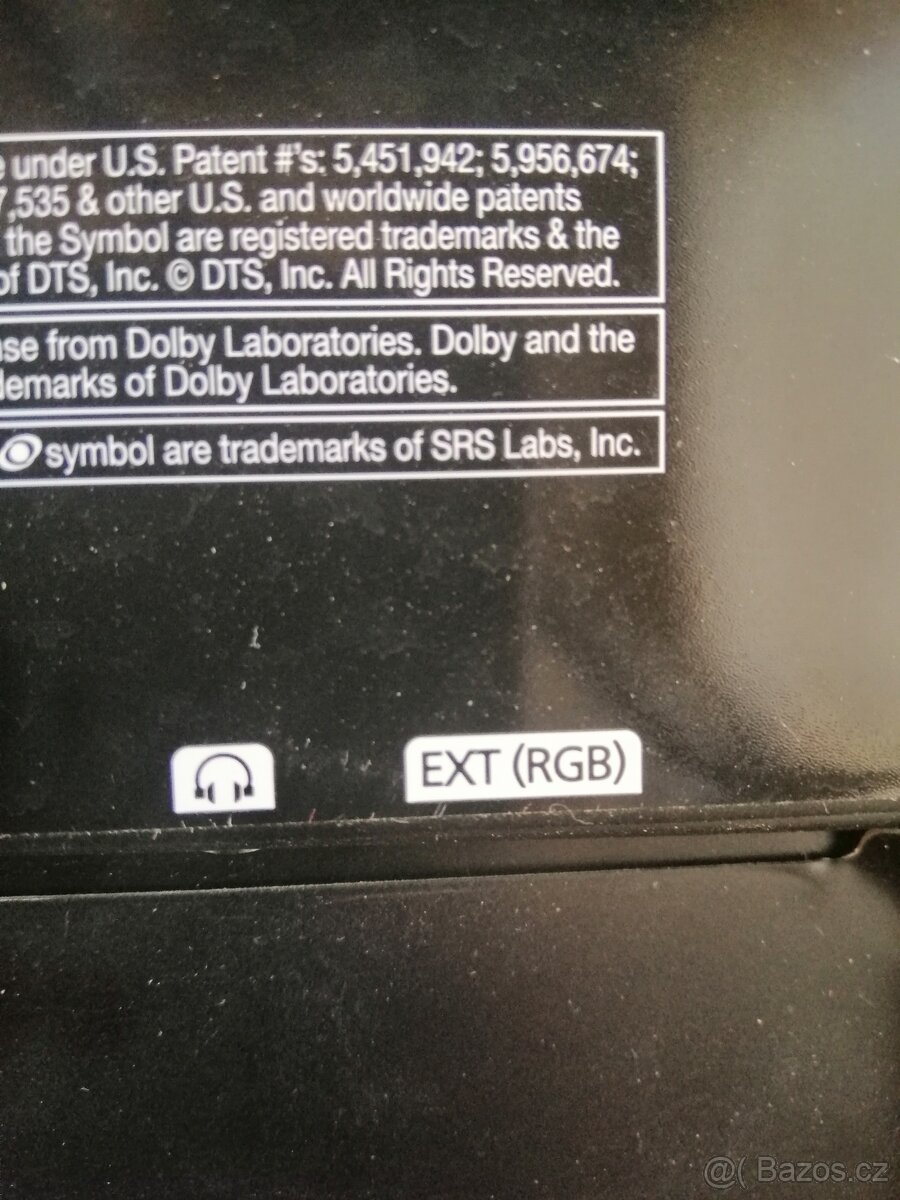 under U.S. Patent #'s: 5,451,942; 5,956,674;
7,535 & other U.S. and worldwide patents
the Symbol are registered trademarks & the
of DTS, Inc. © DTS, Inc. All Rights Reserved.
from Dolby Laboratories. Dolby and the
of Dolby Laboratories.
symbol are trademarks of SRS Labs, Inc.
EXT (RGB)
@( Bazos.cz